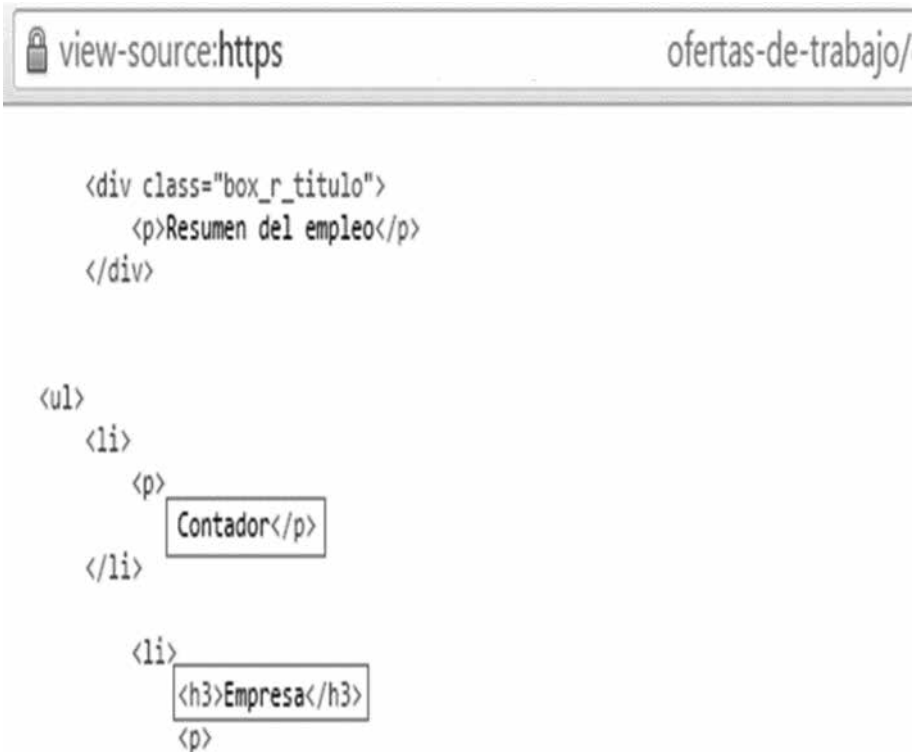 view-source:https ofertas-de-trabajo/
<div class="box_r_titulo">
<p>Resumen del empleo</p>
</div>
<ul>
<li>
<p>
Contador</p>
</li>
<li>
<h3>Empresa</h3>
<p>